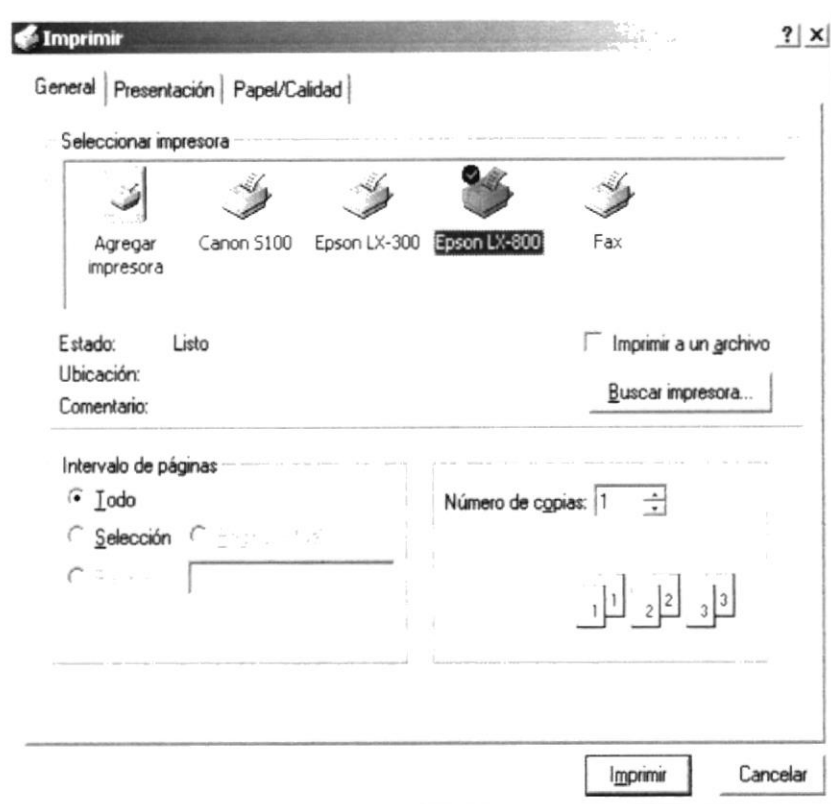 Imprimir
General Presentación Papel/Calidad
Seleccionar impresora
Agregar impresora
Canon S100
Epson LX-300
Epson LX-800
Fax
Estado: Listo
Imprimir a un archivo
Ubicación:
Buscar impresora...
Comentario:
Intervalo de páginas
Todo
Selección
Número de copias: 1
1 1 2 2 3 3
Imprimir Cancelar